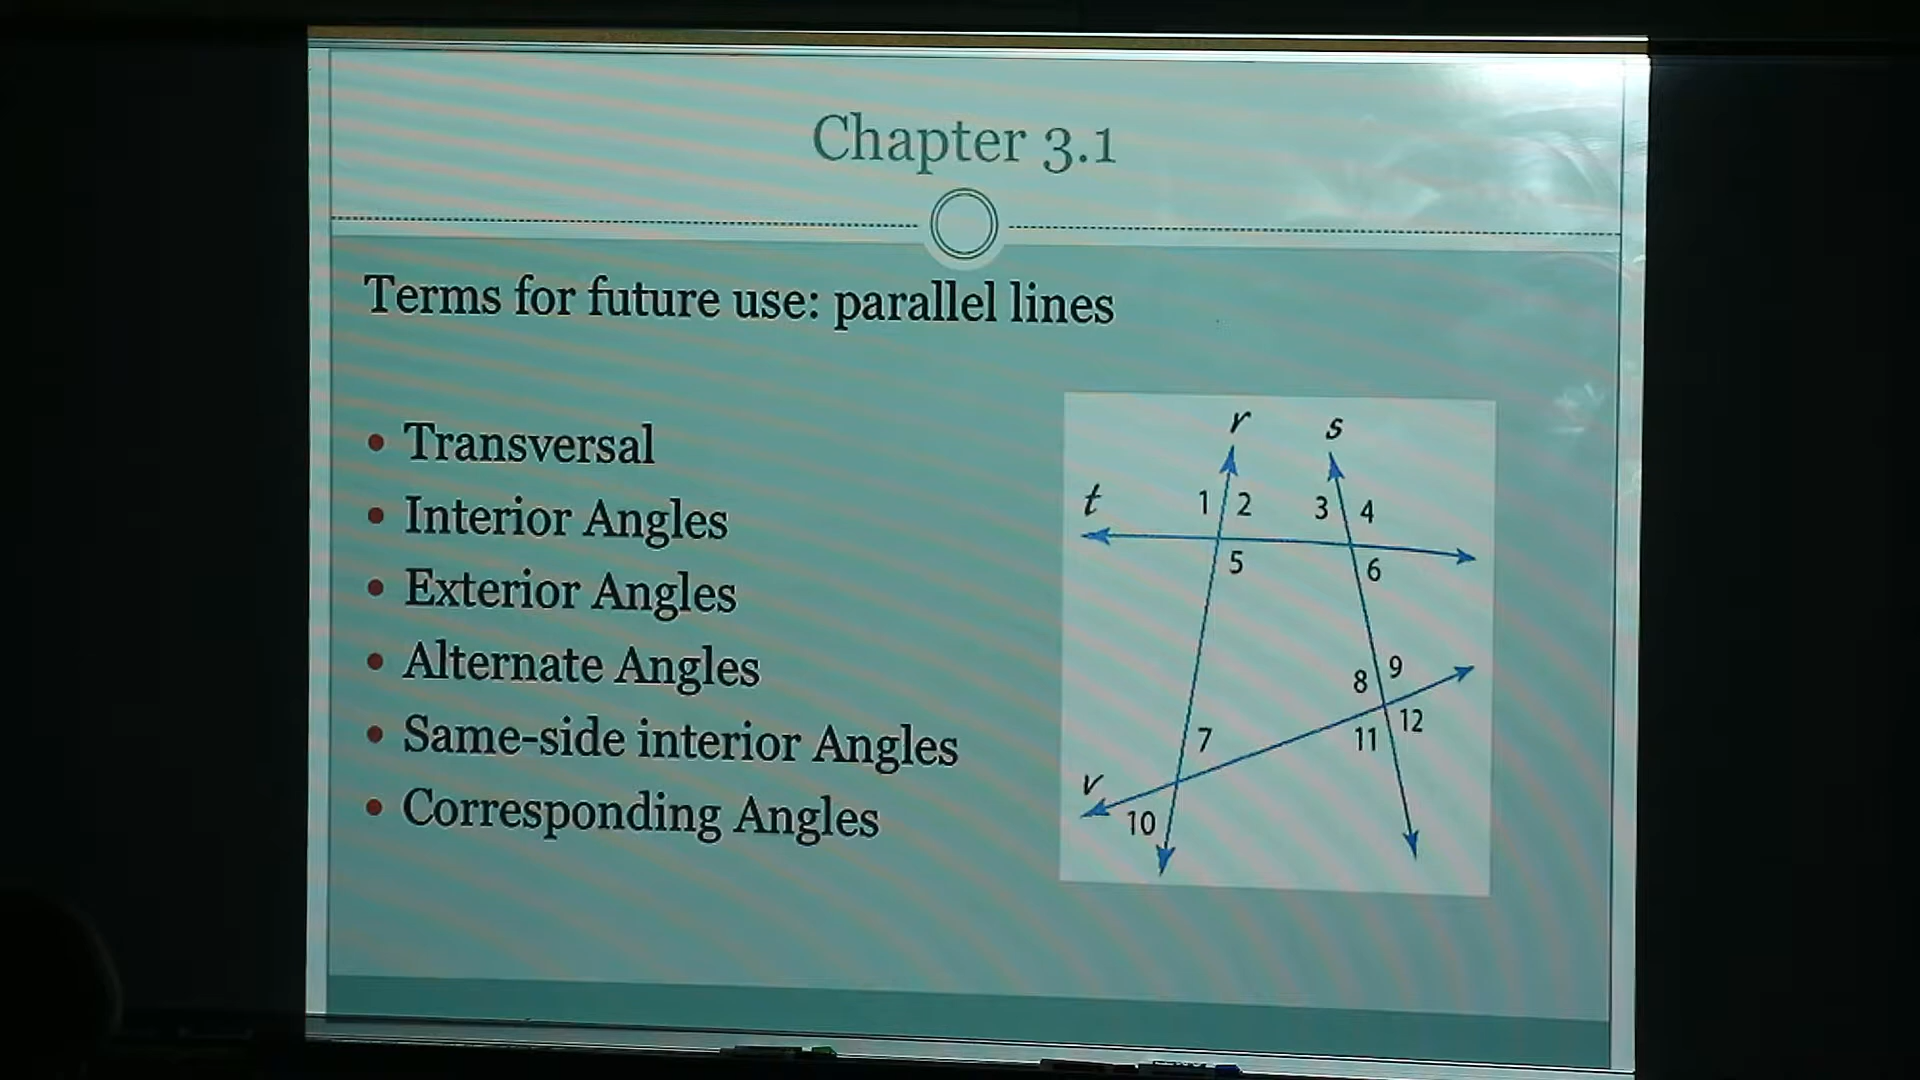 Chapter 3.1
Terms for future use: parallel lines
• Transversal
• Interior Angles
• Exterior Angles
• Alternate Angles
• Same-side interior Angles
• Corresponding Angles
r s
t 1 2 3 4
5 6
8 9
7 11 12
v
10